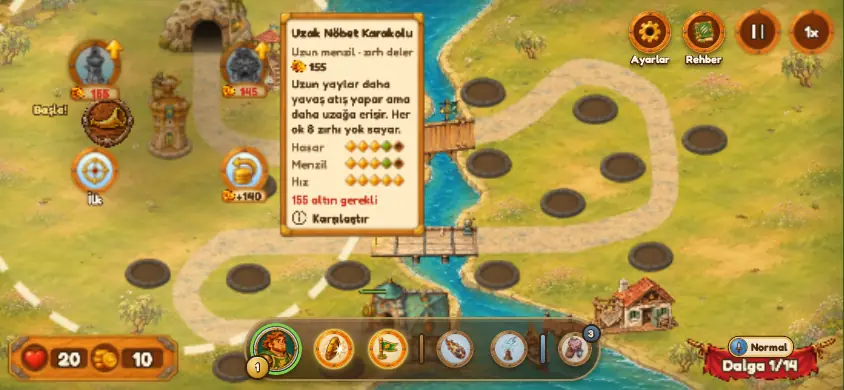 Uzak Nöbet Karakolu
Uzun menzil · zırh deler
155
Uzun yaylar daha
yavaş atış yapar ama
daha uzağa erişir. Her
ok 8 zırhı yok sayar.
Hasar
Menzil
Hız
155 altın gerekli
Karşılaştır
155
145
Başla!
İlk
+140
Ayarlar
Rehber
1x
20
10
1
3
Normal
Dalga 1/14